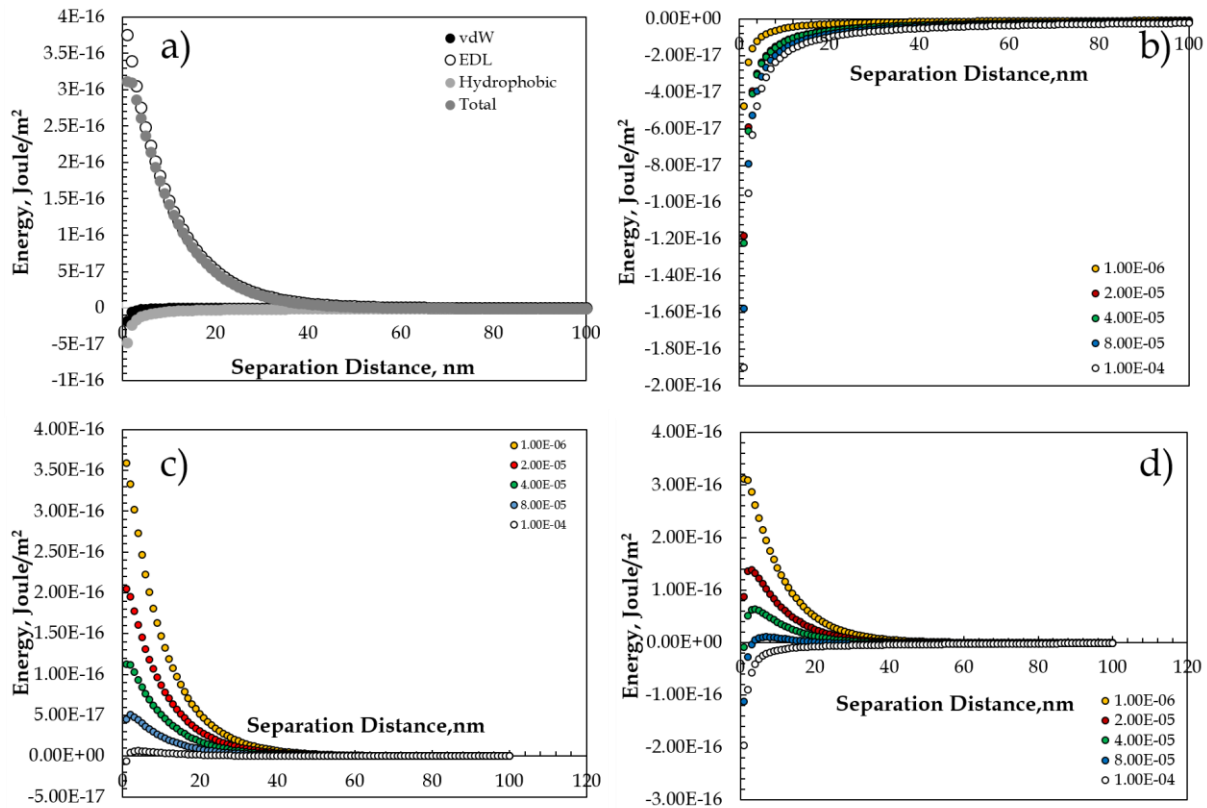 a)
4E-16
3.5E-16
3E-16
2.5E-16
2E-16
1.5E-16
1E-16
5E-17
0
-5E-17
-1E-16
Energy, Joule/m²
vdW
EDL
Hydrophobic
Total
0 20 40 60 80 100
Separation Distance, nm
b)
0.00E+00
-2.00E-17
-4.00E-17
-6.00E-17
-8.00E-17
-1.00E-16
-1.20E-16
-1.40E-16
-1.60E-16
-1.80E-16
-2.00E-16
Energy, Joule/m²
0 20 40 60 80 100
Separation Distance,nm
1.00E-06
2.00E-05
4.00E-05
8.00E-05
1.00E-04
c)
4.00E-16
3.50E-16
3.00E-16
2.50E-16
2.00E-16
1.50E-16
1.00E-16
5.00E-17
0.00E+00
-5.00E-17
Energy, Joule/m²
1.00E-06
2.00E-05
4.00E-05
8.00E-05
1.00E-04
Separation Distance,nm
0 20 40 60 80 100 120
d)
4.00E-16
3.00E-16
2.00E-16
1.00E-16
0.00E+00
-1.00E-16
-2.00E-16
-3.00E-16
Energy, Joule/m²
0 20 40 60 80 100 120
Separation Distance,nm
1.00E-06
2.00E-05
4.00E-05
8.00E-05
1.00E-04